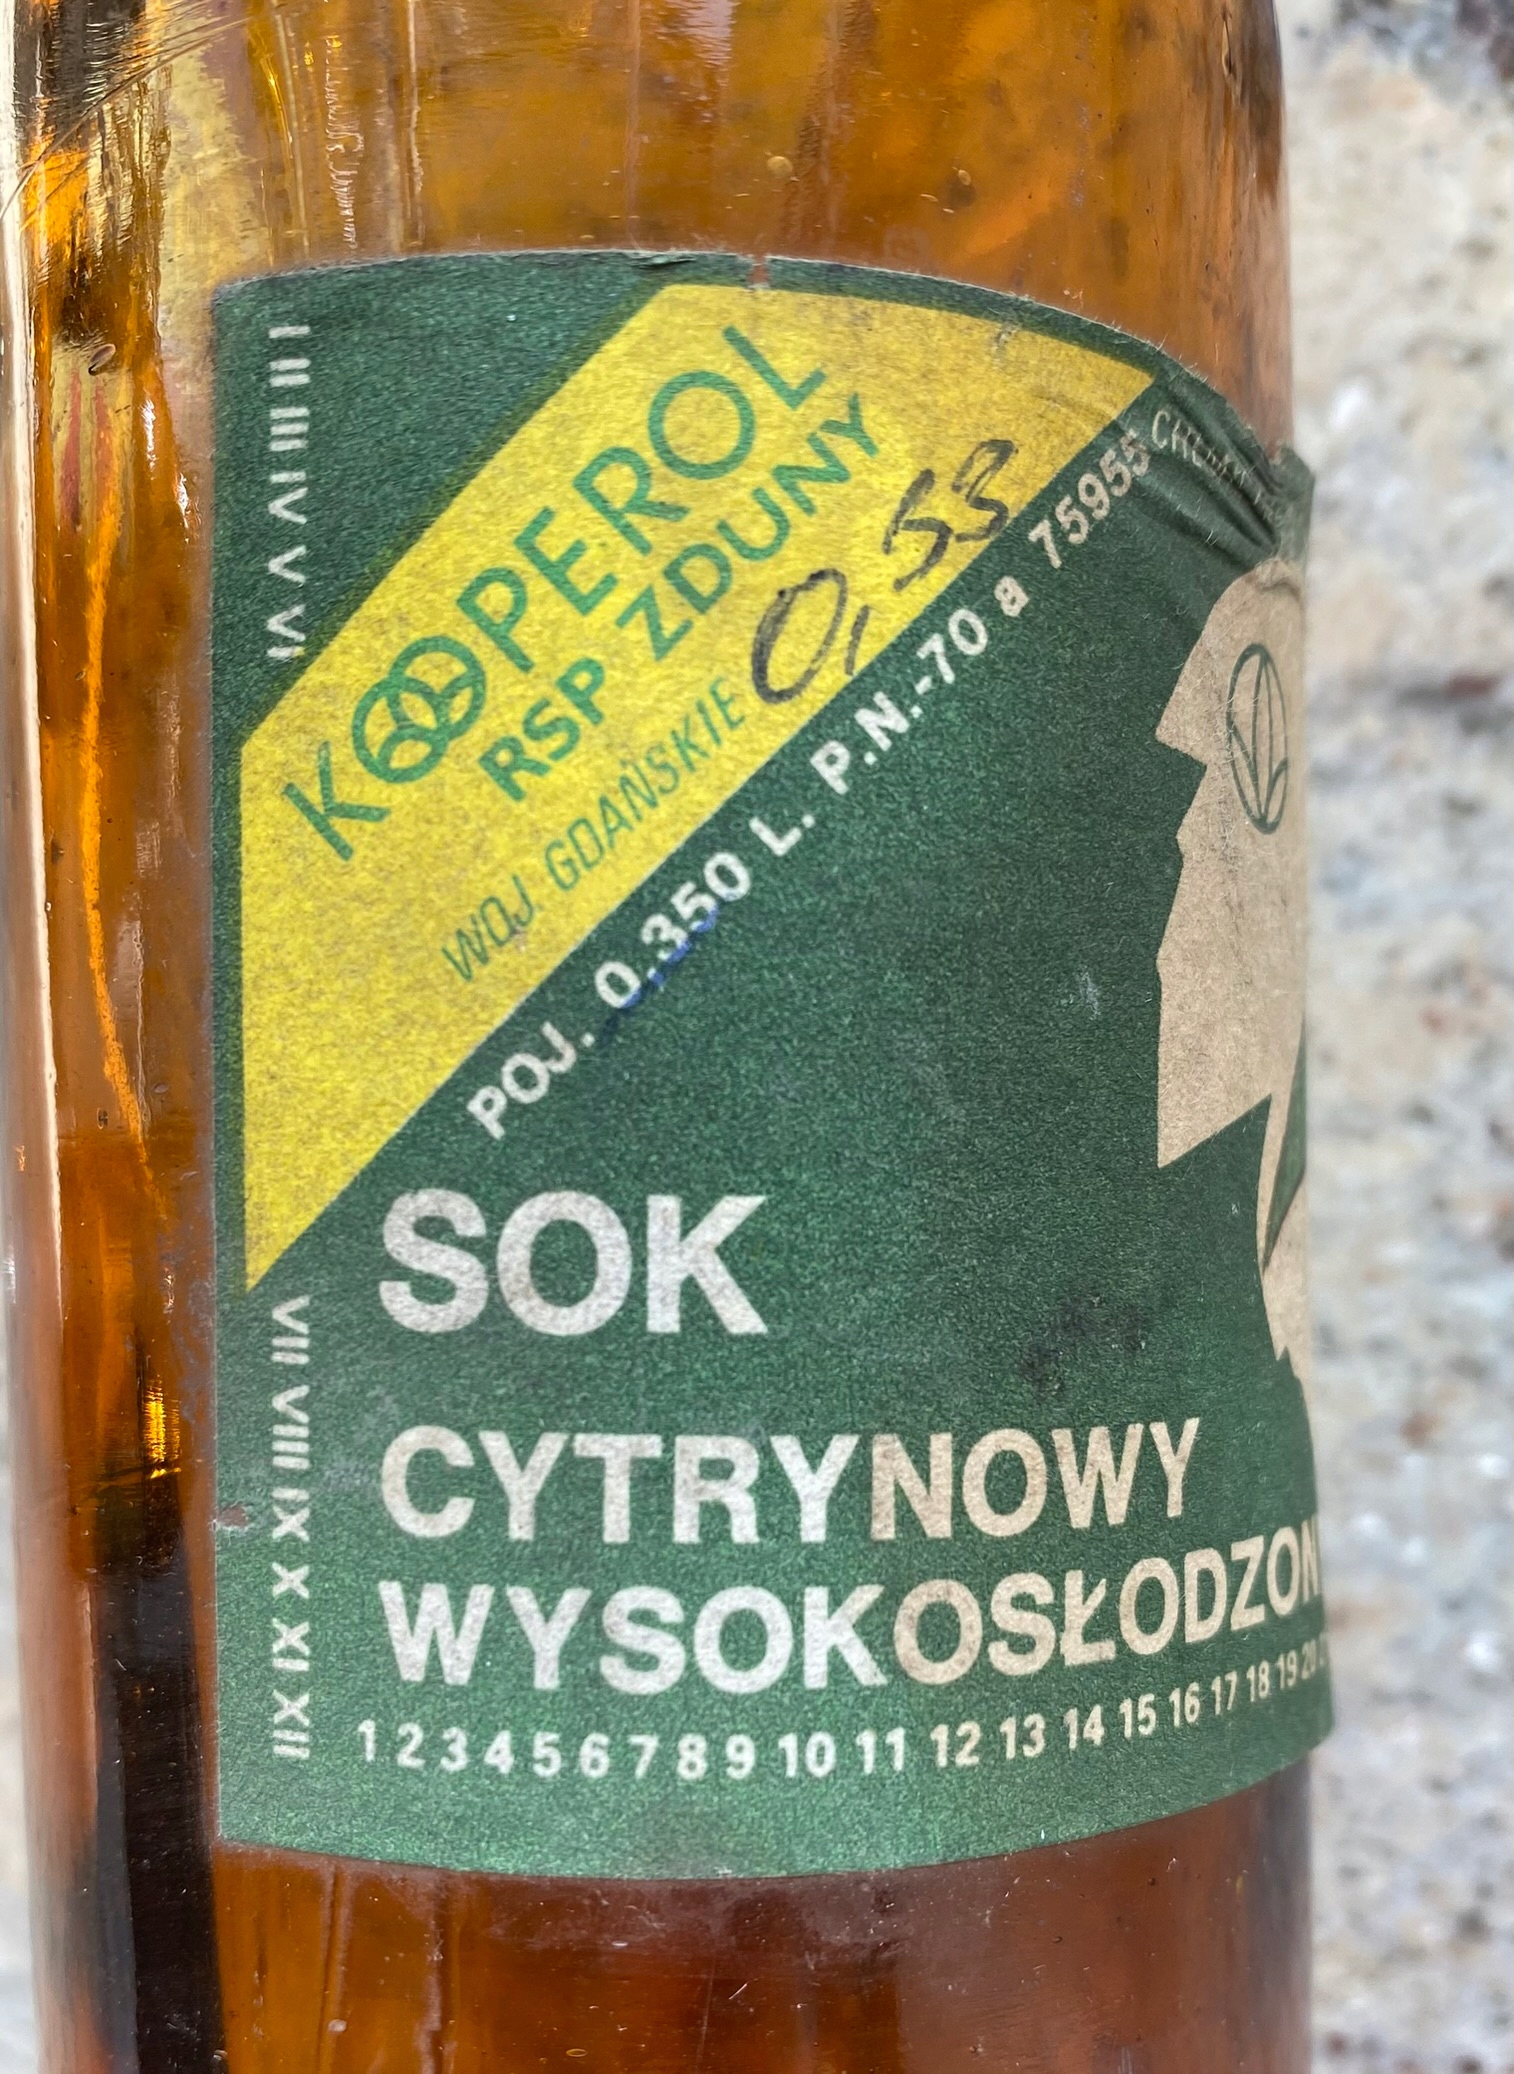 I II III IV V VI
KOOPEROL
RSP ZDUNY
WOJ. GDAŃSKIE
0,53
POJ. 0,350 L. P.N.-70 a 75955
SOK
CYTRYNOWY
WYSOKOSŁODZON
VII VIII IX X XI XII
1 2 3 4 5 6 7 8 9 10 11 12 13 14 15 16 17 18 19 20